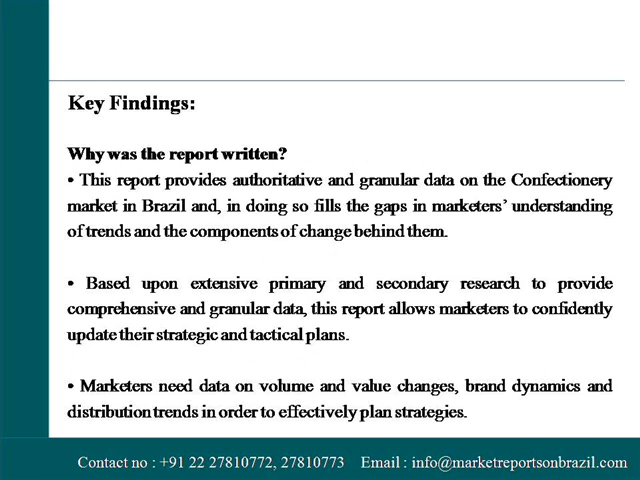 Key Findings:
Why was the report written?
• This report provides authoritative and granular data on the Confectionery
market in Brazil and, in doing so fills the gaps in marketers’ understanding
of trends and the components of change behind them.
• Based upon extensive primary and secondary research to provide
comprehensive and granular data, this report allows marketers to confidently
update their strategic and tactical plans.
• Marketers need data on volume and value changes, brand dynamics and
distribution trends in order to effectively plan strategies.
Contact no : +91 22 27810772, 27810773 Email : info@marketreportsonbrazil.com